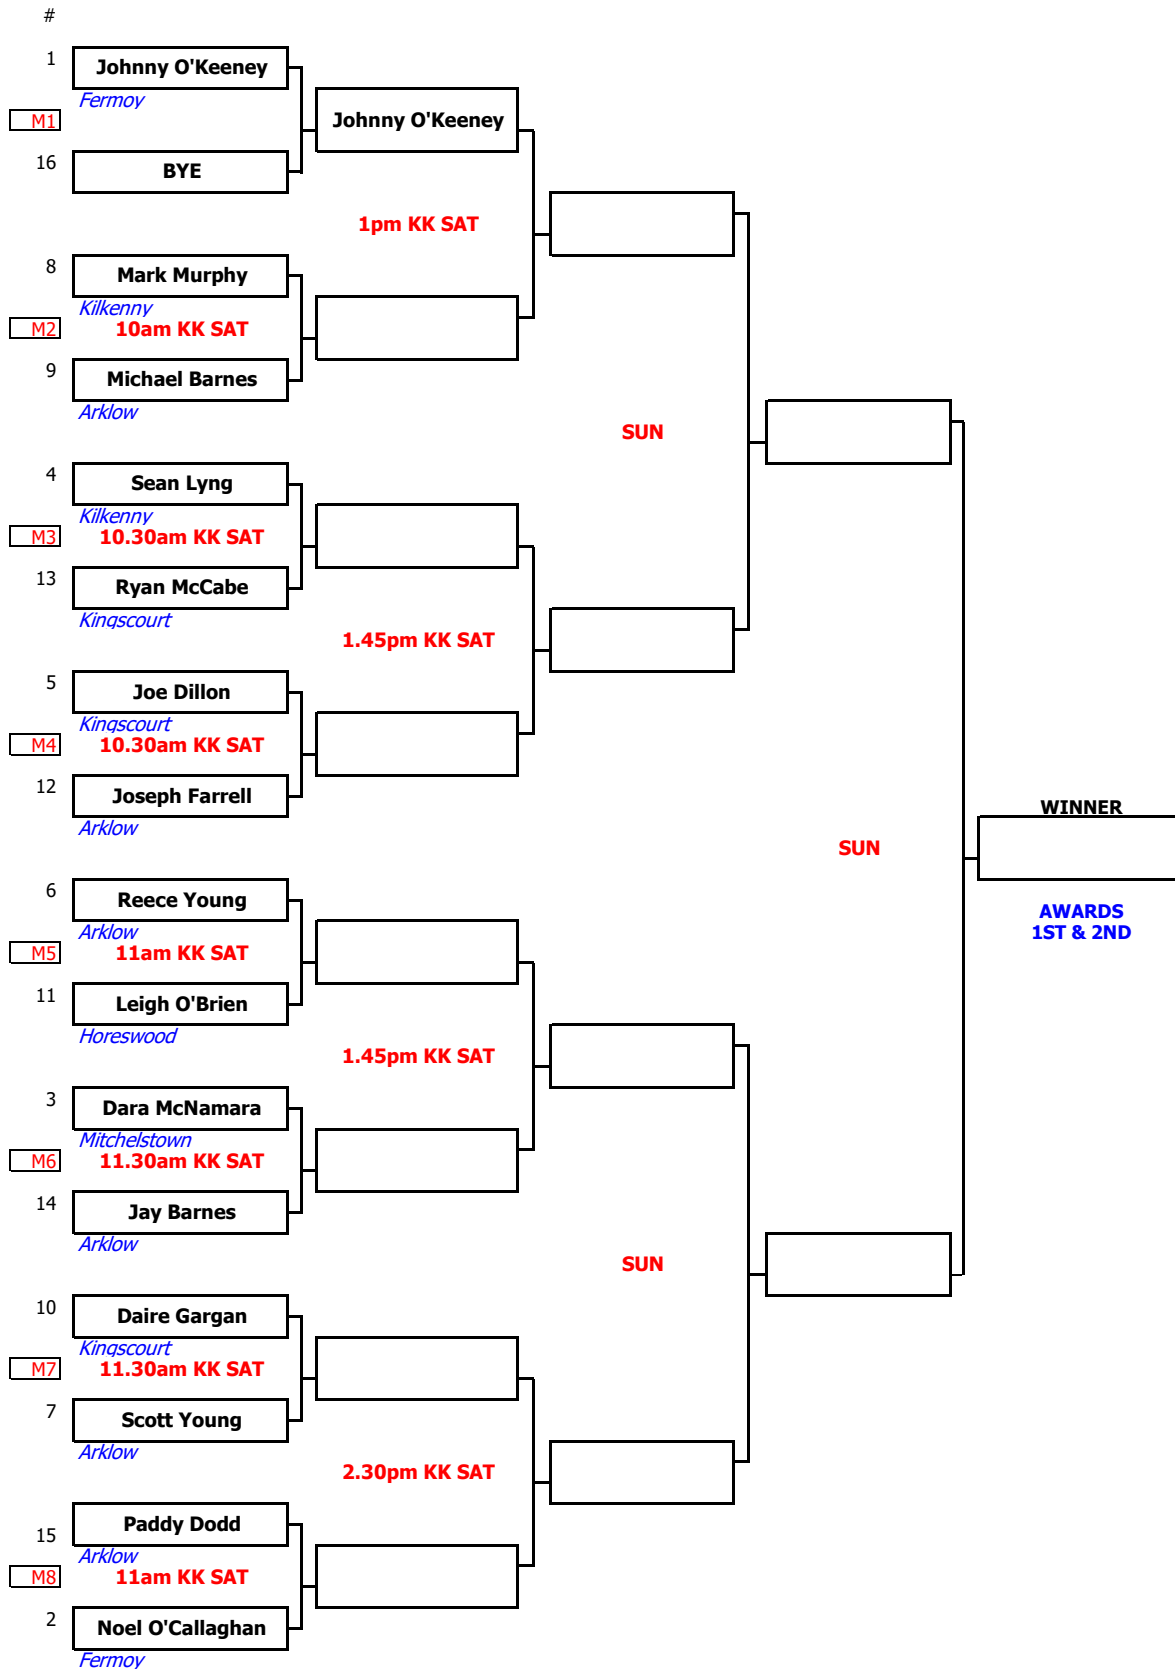 #
1
Johnny O'Keeney
Fermoy
M1
Johnny O'Keeney
16
BYE
1pm KK SAT
8
Mark Murphy
Kilkenny
M2
10am KK SAT
9
Michael Barnes
Arklow
SUN
4
Sean Lyng
Kilkenny
M3
10.30am KK SAT
13
Ryan McCabe
Kingscourt
1.45pm KK SAT
5
Joe Dillon
Kingscourt
M4
10.30am KK SAT
12
Joseph Farrell
Arklow
WINNER
SUN
6
Reece Young
Arklow
AWARDS
1ST & 2ND
M5
11am KK SAT
11
Leigh O'Brien
Horeswood
1.45pm KK SAT
3
Dara McNamara
Mitchelstown
M6
11.30am KK SAT
14
Jay Barnes
Arklow
SUN
10
Daire Gargan
Kingscourt
M7
11.30am KK SAT
7
Scott Young
Arklow
2.30pm KK SAT
15
Paddy Dodd
Arklow
M8
11am KK SAT
2
Noel O'Callaghan
Fermoy